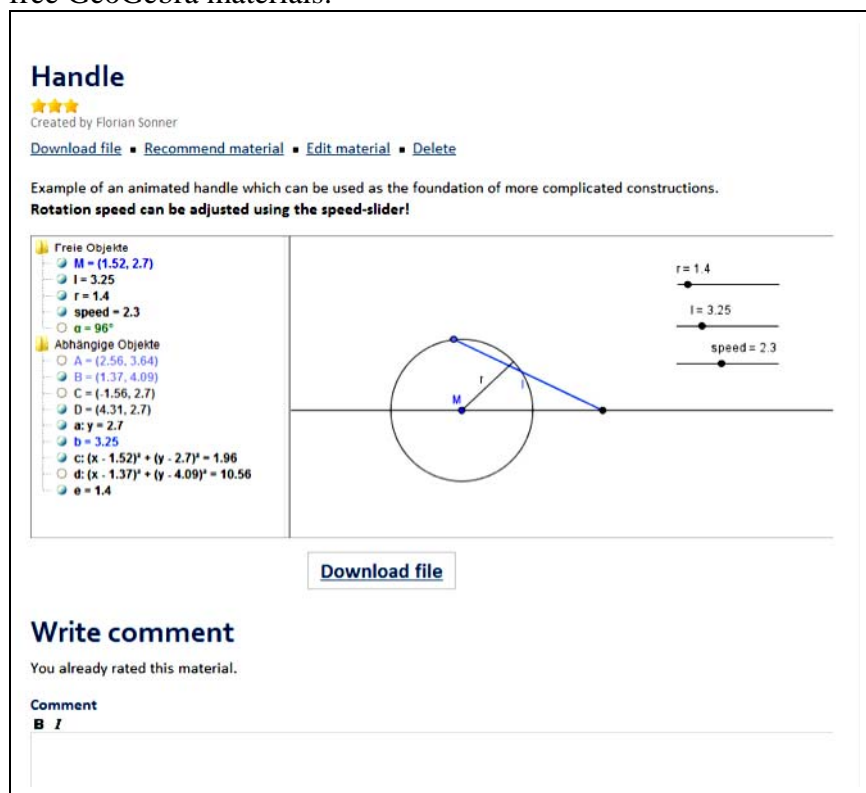 free GeoGebra materials.
Handle
Created by Florian Sonner
Download file ▪ Recommend material ▪ Edit material ▪ Delete
Example of an animated handle which can be used as the foundation of more complicated constructions.
Rotation speed can be adjusted using the speed-slider!
Freie Objekte
M = (1.52, 2.7)
l = 3.25
r = 1.4
speed = 2.3
α = 96°
Abhängige Objekte
A = (2.56, 3.64)
B = (1.37, 4.09)
C = (-1.56, 2.7)
D = (4.31, 2.7)
a: y = 2.7
b = 3.25
c: (x - 1.52)² + (y - 2.7)² = 1.96
d: (x - 1.37)² + (y - 4.09)² = 10.56
e = 1.4
r = 1.4
l = 3.25
speed = 2.3
r
l
M
Download file
Write comment
You already rated this material.
Comment
B I